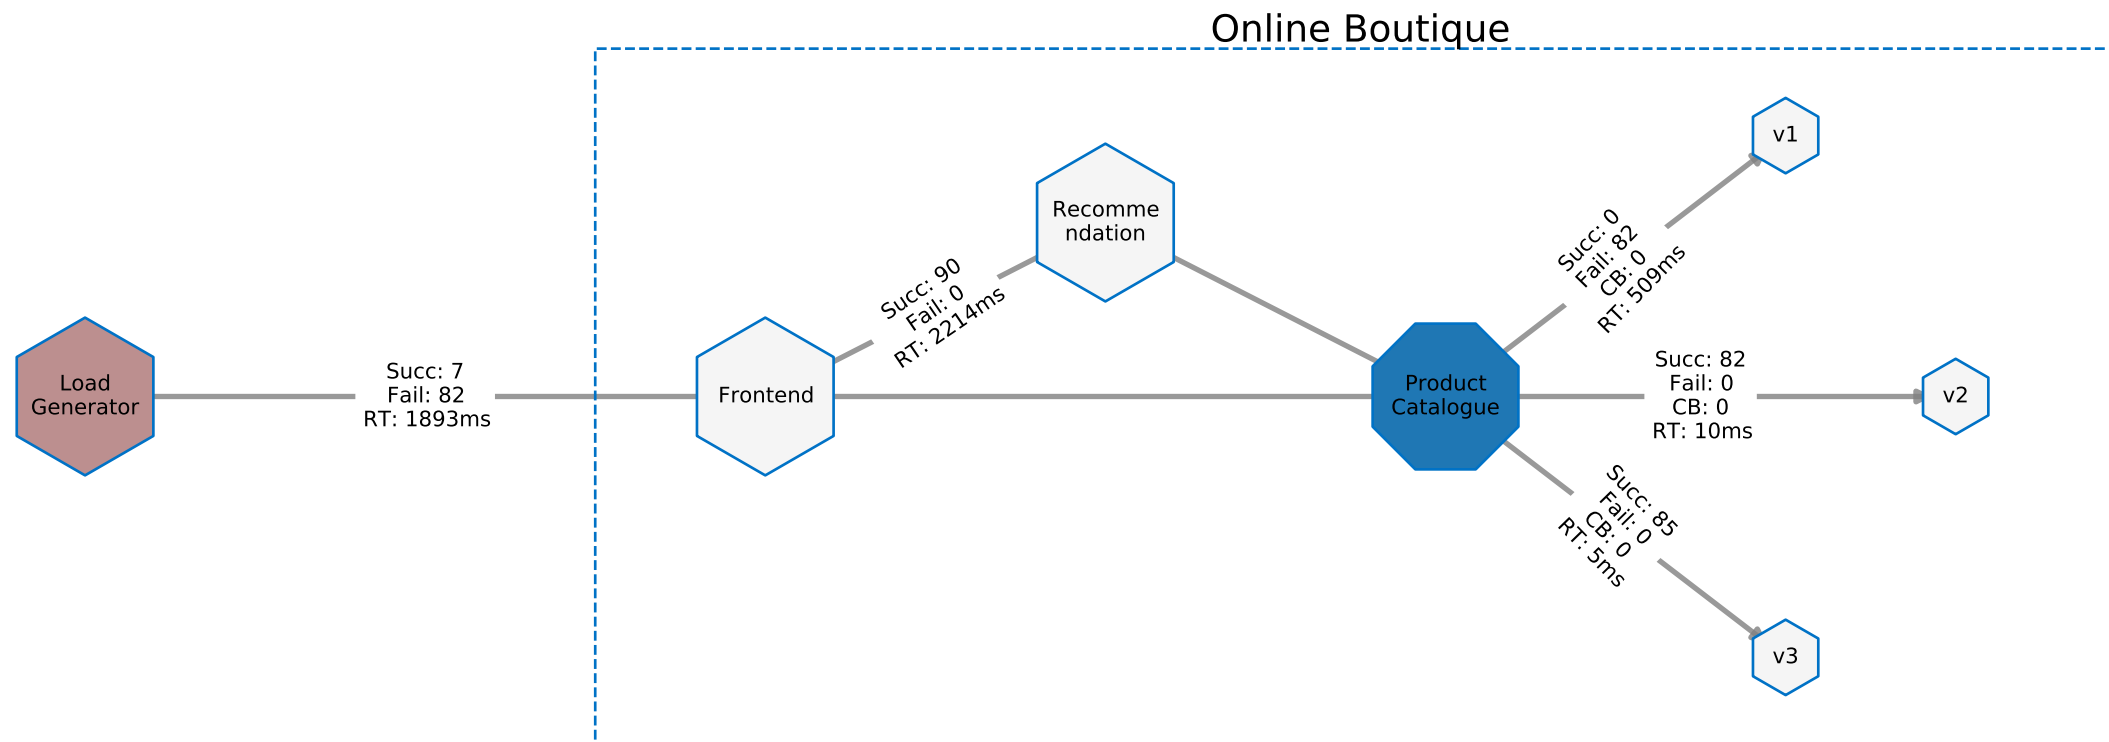 Online Boutique
Load
Generator
Succ: 7
Fail: 82
RT: 1893ms
Frontend
Succ: 90
Fail: 0
RT: 2214ms
Recomme
ndation
Product
Catalogue
Succ: 0
Fail: 82
CB: 0
RT: 509ms
v1
Succ: 82
Fail: 0
CB: 0
RT: 10ms
v2
Succ: 85
Fail: 0
CB: 0
RT: 5ms
v3